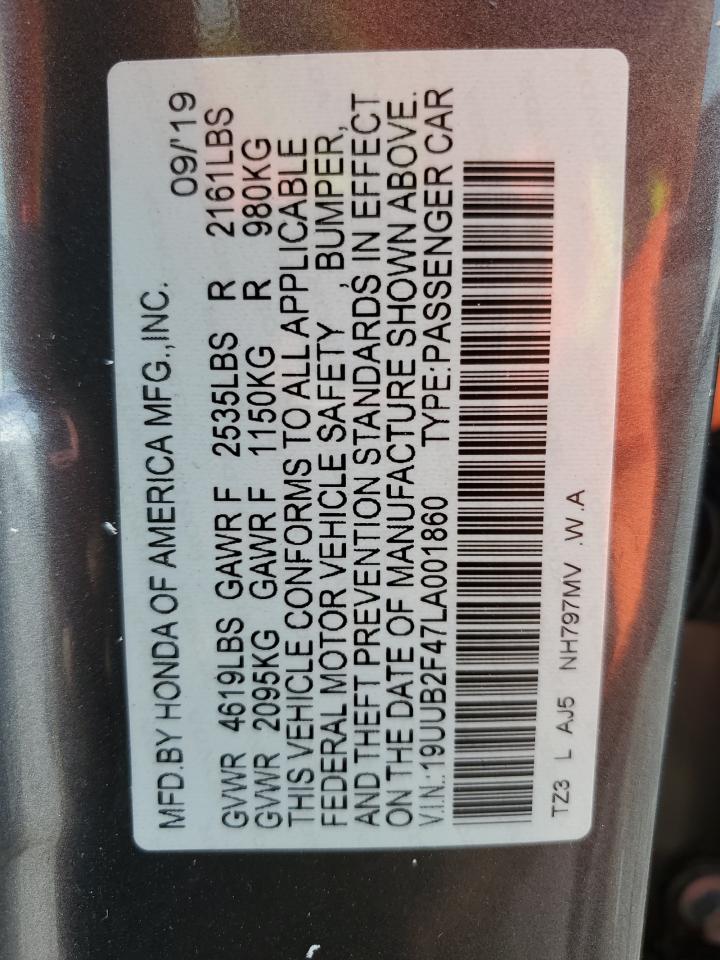 MFD.BY HONDA OF AMERICA MFG.,INC. 09/'19
GVWR 4619LBS GAWR F 2535LBS R 2161LBS
GVWR 2095KG GAWR F 1150KG R 980KG
THIS VEHICLE CONFORMS TO ALL APPLICABLE
FEDERAL MOTOR VEHICLE SAFETY , BUMPER,
AND THEFT PREVENTION STANDARDS, IN EFFECT
ON THE DATE OF MANUFACTURE SHOWN ABOVE.
V.I.N.:19UUB2F47LA001860 TYPE:PASSENGER CAR
TZ3 L AJ5 NH797MV .W .A